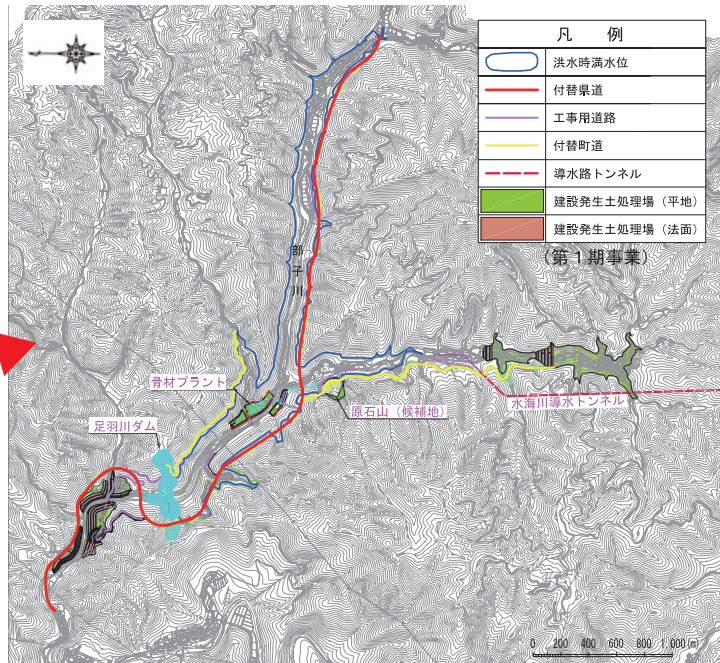 凡 例
洪水時満水位
付替県道
工事用道路
付替町道
導水路トンネル
建設発生土処理場（平地）
建設発生土処理場（法面）
（第１期事業）
部子川
骨材プラント
原石山（候補地）
水海川導水トンネル
足羽川ダム
0 200 400 600 800 1,000(m)